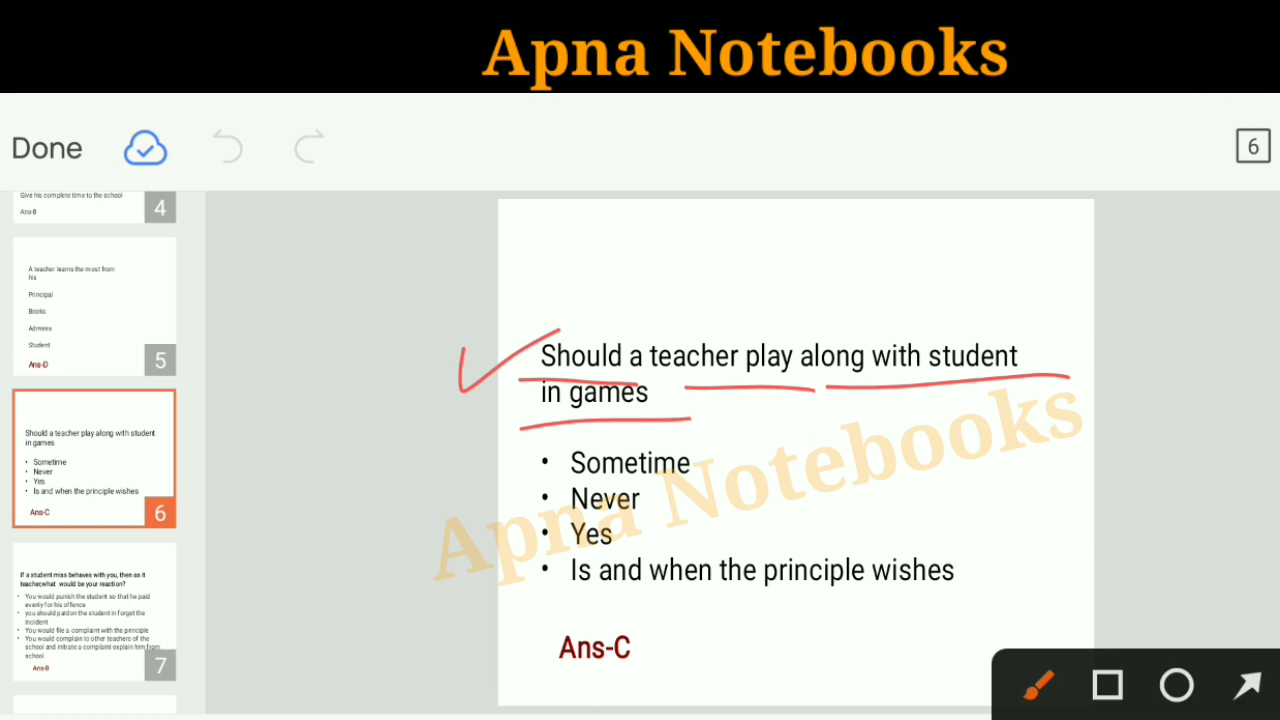 Apna Notebooks
Done
6
Give his complete time to the school
Ans-B
4
A teacher learns the most from
his
Principal
Books
Admires
Student
Ans-D
5
Should a teacher play along with student
in games
• Sometime
• Never
• Yes
• Is and when the principle wishes
Ans-C
6
If a student miss behaves with you, then as it
teacher,what would be your reaction?
• You would punish the student so that he paid
evenly for his offence
• you should pardon the student in forget the
incident
• You would file a complaint with the principle
• You would complain to other teachers of the
school and initiate a complaint explain him from
school
Ans-B
7
Should a teacher play along with student
in games
• Sometime
• Never
• Yes
• Is and when the principle wishes
Ans-C
Apna Notebooks